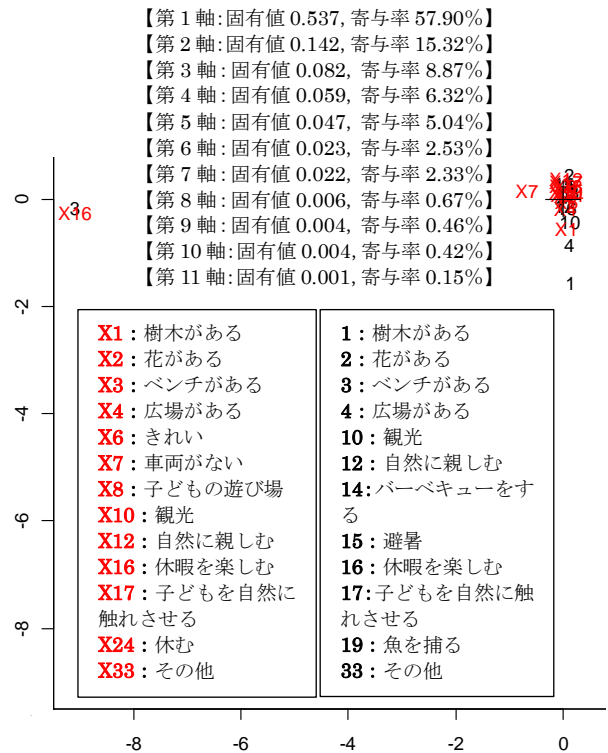 【第 1 軸:固有値 0.537, 寄与率 57.90%】
【第 2 軸:固有値 0.142, 寄与率 15.32%】
【第 3 軸:固有値 0.082, 寄与率 8.87%】
【第 4 軸:固有値 0.059, 寄与率 6.32%】
【第 5 軸:固有値 0.047, 寄与率 5.04%】
【第 6 軸:固有値 0.023, 寄与率 2.53%】
【第 7 軸:固有値 0.022, 寄与率 2.33%】
【第 8 軸:固有値 0.006, 寄与率 0.67%】
【第 9 軸:固有値 0.004, 寄与率 0.46%】
【第 10 軸:固有値 0.004, 寄与率 0.42%】
【第 11 軸:固有値 0.001, 寄与率 0.15%】
0
-2
-4
-6
-8
X16
3
X7
2
10
X1
4
1
X1:樹木がある
X2:花がある
X3:ベンチがある
X4:広場がある
X6:きれい
X7:車両がない
X8:子どもの遊び場
X10:観光
X12:自然に親しむ
X16:休暇を楽しむ
X17:子どもを自然に
触れさせる
X24:休む
X33:その他
1:樹木がある
2:花がある
3:ベンチがある
4:広場がある
10:観光
12:自然に親しむ
14:バーベキューをす
る
15:避暑
16:休暇を楽しむ
17:子どもを自然に触
れさせる
19:魚を捕る
33:その他
-8
-6
-4
-2
0